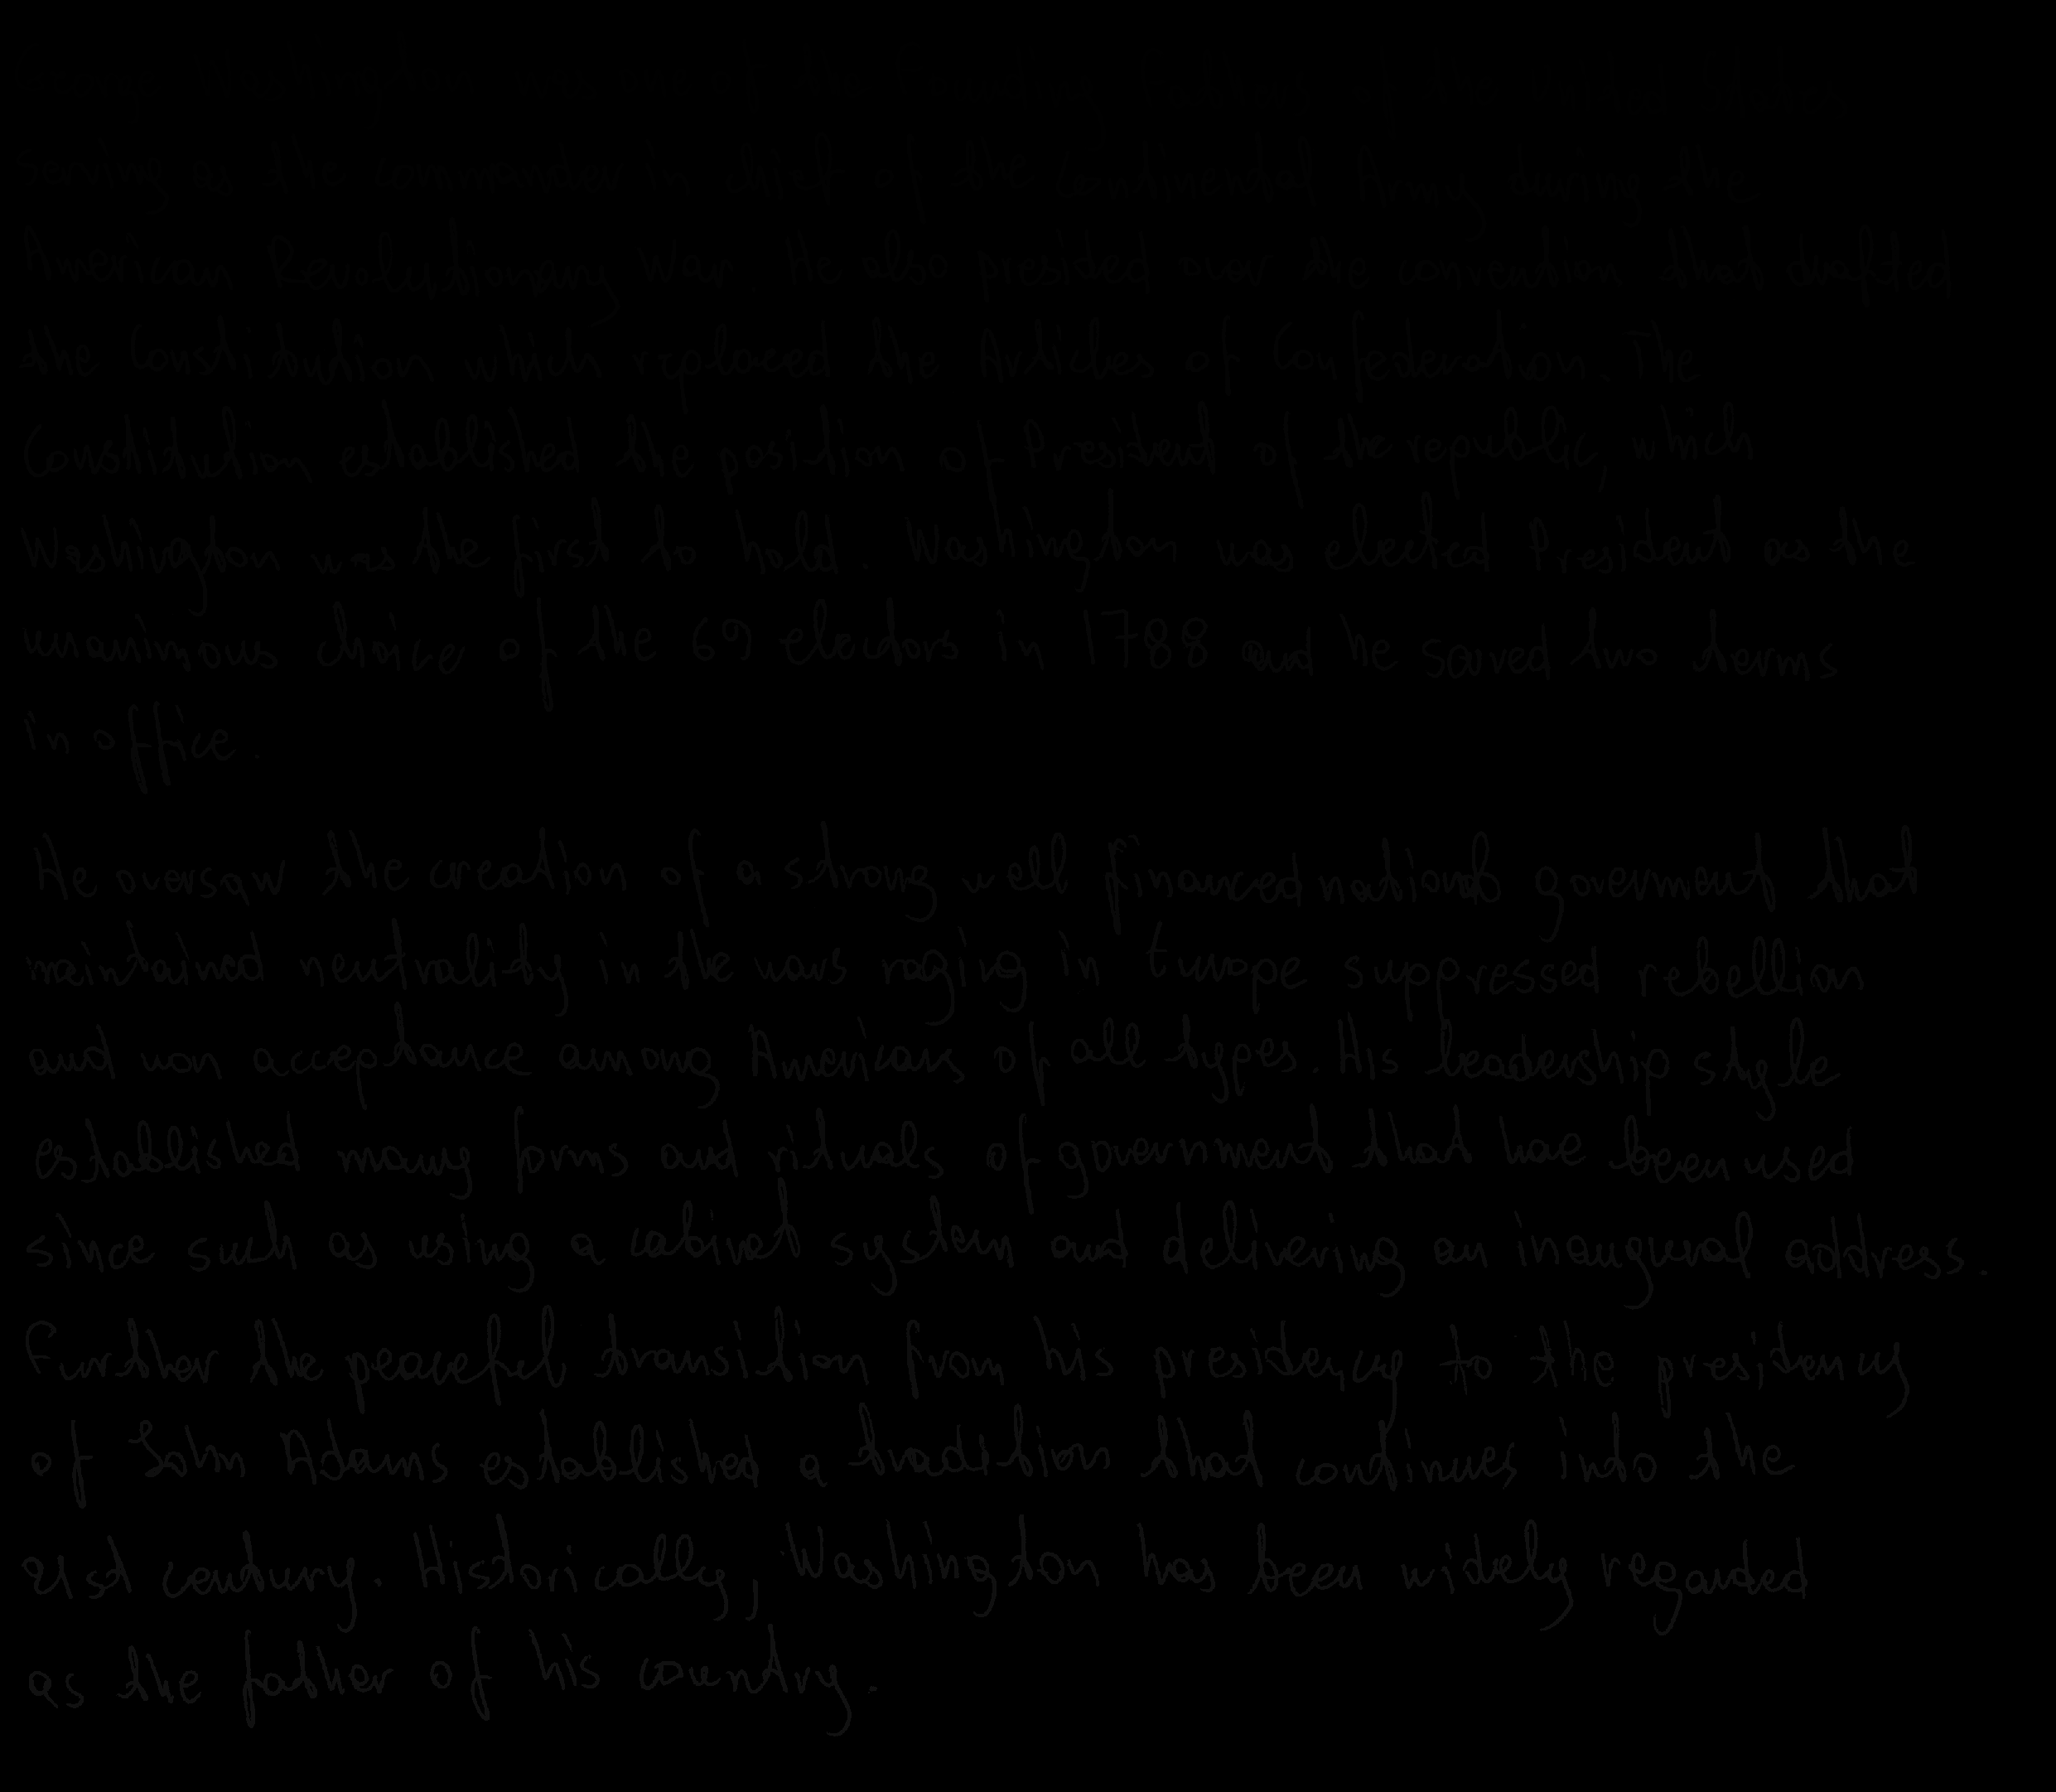 serving as the commander in chief of the Continental Army during the
American Revolutionary War. He also presided over the convention that drafted
the Constitution which replaced the Articles of Confederation. The
Constitution established the position of President of the republic, which
Washington was the first to hold. Washington was elected President as the
unanimous choice of the 69 electors in 1788 and he served two terms
in office.
He oversaw the creation of a strong well financed national goverment that
maintained neutrality in the wars raging in Europe suppressed rebellion
and won acceptance among Americans of all types. His leadership style
established many forms and rituals of government that have been used
since such as using a cabinet system and delivering an inaugural address.
Further the peaceful transition from his presidency to the presidency
of John Adams established a tradition that continues into the
21st century. Historically, Washington has been widely regarded
as the father of his country.